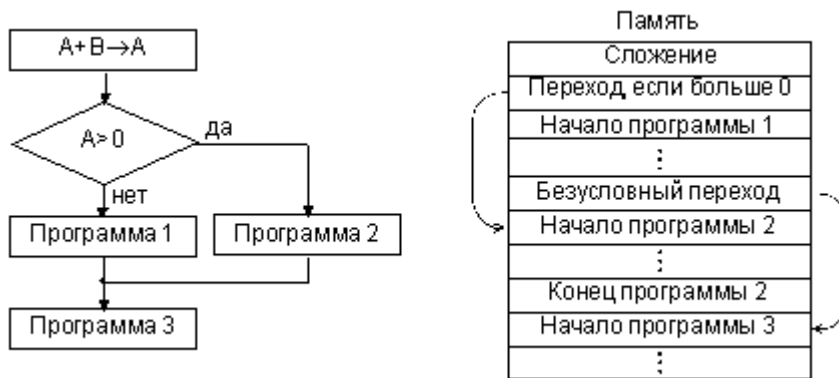 A+B→A
A>0
да
нет
Программа 1
Программа 2
Программа 3
Память
Сложение
Переход, если больше 0
Начало программы 1
⋮
Безусловный переход
Начало программы 2
⋮
Конец программы 2
Начало программы 3
⋮